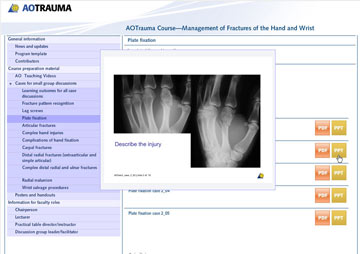 AOTRAUMA
AOTrauma Course—Management of Fractures of the Hand and Wrist
General information
News and updates
Program template
Contributors
Course preparation material
AO Teaching Videos
Cases for small group discussions
Learning outcomes for all case
discussions
Fracture pattern recognition
Lag screws
Plate fixation
Articular fractures
Complex hand injuries
Complications of hand fixation
Carpal fractures
Distal radial fractures (extraarticular and
simple articular)
Complex distal radial and ulnar fractures
Radial malunion
Wrist salvage procedures
Posters and handouts
Information for faculty roles
Chairperson
Lecturer
Practical table director/instructor
Discussion group leader/facilitator
Plate fixation
Describe the injury
PDF PPT
PDF PPT
PDF PPT
Plate fixation case 2_04
PDF PPT
Plate fixation case 2_05
PDF PPT